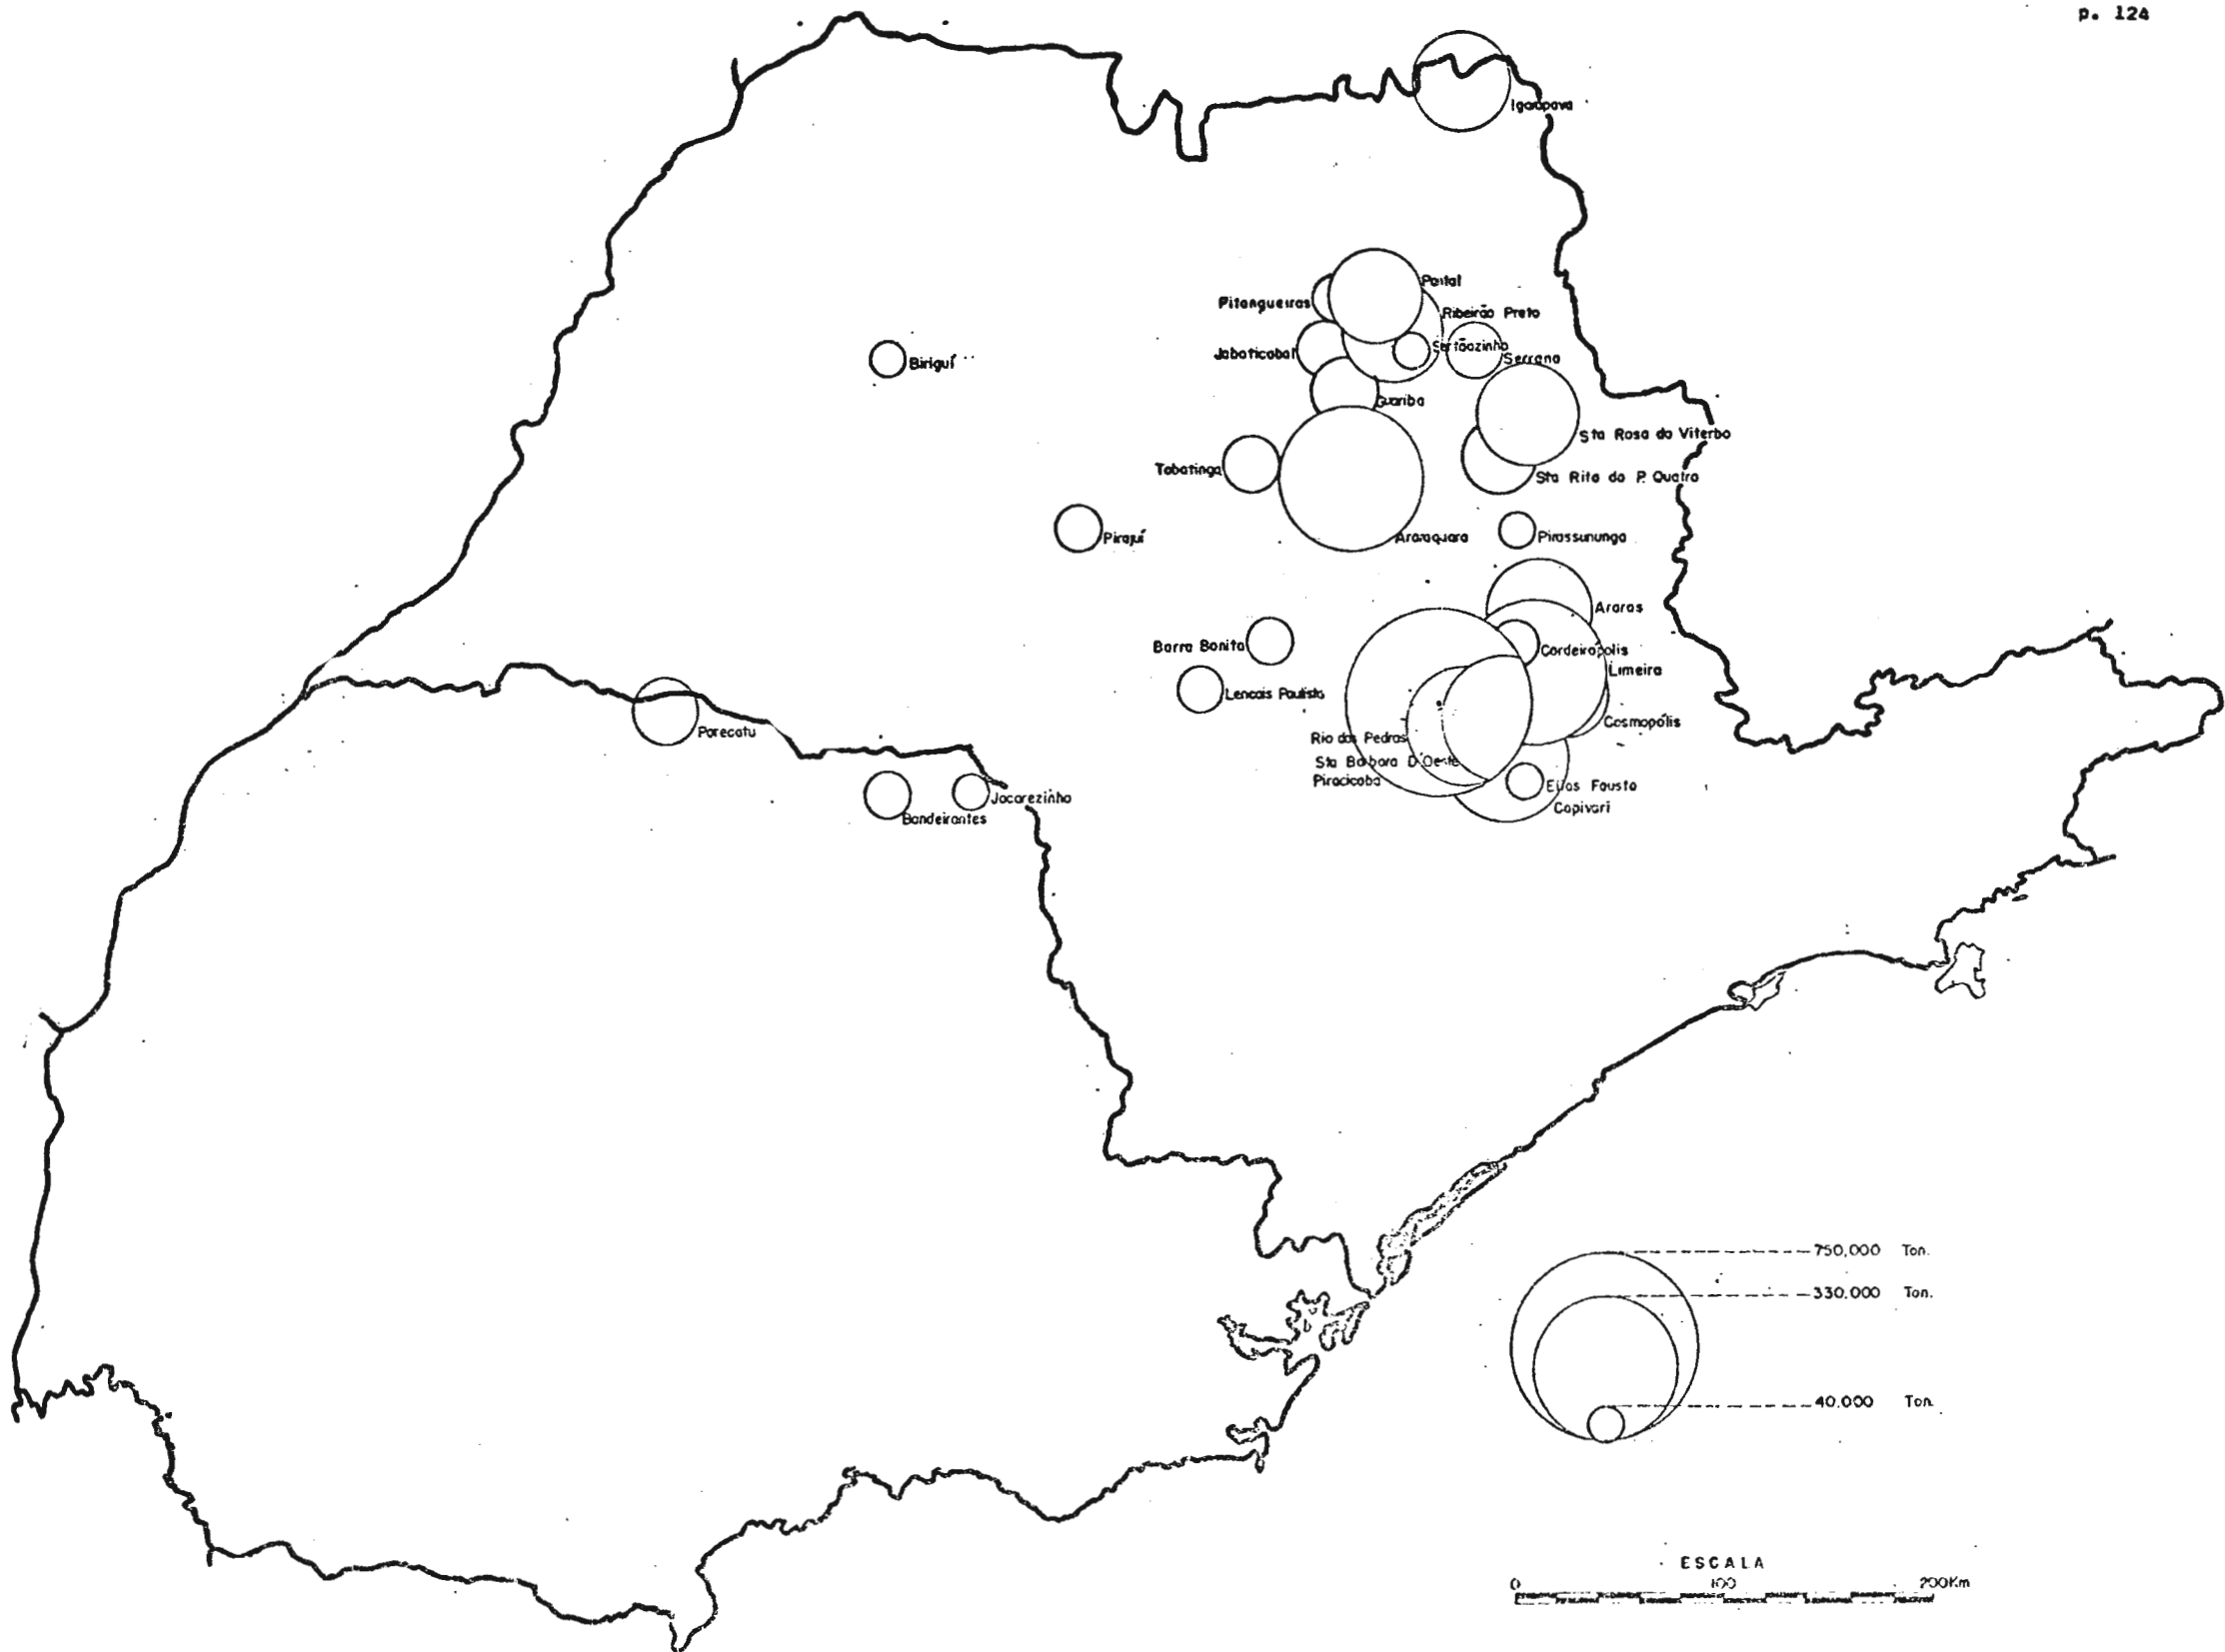 p. 124
Igarapava
Pontal
Pitangueiras
Ribeirão Preto
Sertãozinho
Jaboticabal
Serrana
Biriguí
Guariba
Sta Rosa do Viterbo
Tabatinga
Sta Rita do P. Quatro
Pirajuí
Araraquara
Pirassununga
Araras
Barra Bonita
Cordeirópolis
Limeira
Lencois Paulista
Cosmopólis
Porecatu
Rio das Pedras
Sta Barbara D'Oeste
Piracicaba
Elias Fausto
Jacarezinho
Capivari
Bandeirantes
750,000 Ton.
330.000 Ton.
40.000 Ton.
ESCALA
0 100 200Km